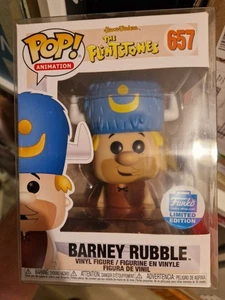 POP!
ANIMATION
Hanna-Barbera
THE
FLINTSTONES
657
Funko
LIMITED
EDITION
BARNEY RUBBLE
VINYL FIGURE / FIGURINE EN VINYLE
FIGURA DE VINIL